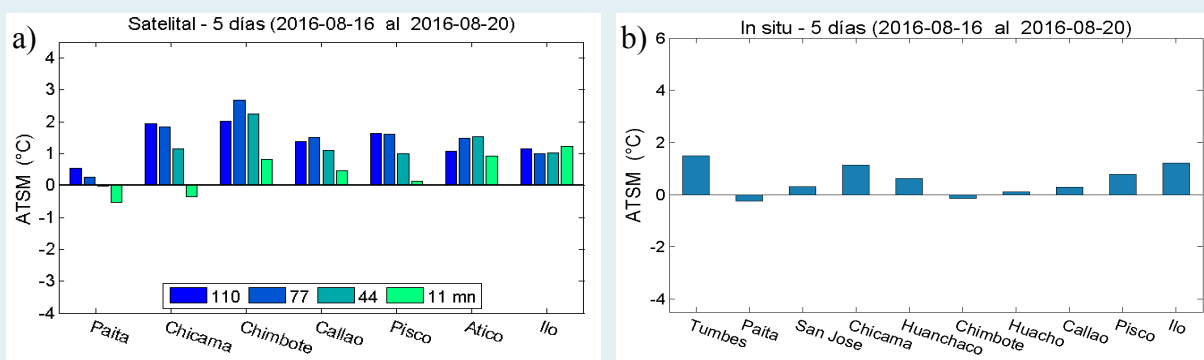 a)
Satelital - 5 días (2016-08-16 al 2016-08-20)
ATSM (°C)
4
3
2
1
0
-1
-2
-3
-4
110 77 44 11 mn
Paita Chicama Chimbote Callao Pisco Atico Ilo
b)
In situ - 5 días (2016-08-16 al 2016-08-20)
ATSM (°C)
6
4
2
0
-2
-4
Tumbes Paita San Jose Chicama Huanchaco Chimbote Huacho Callao Pisco Ilo